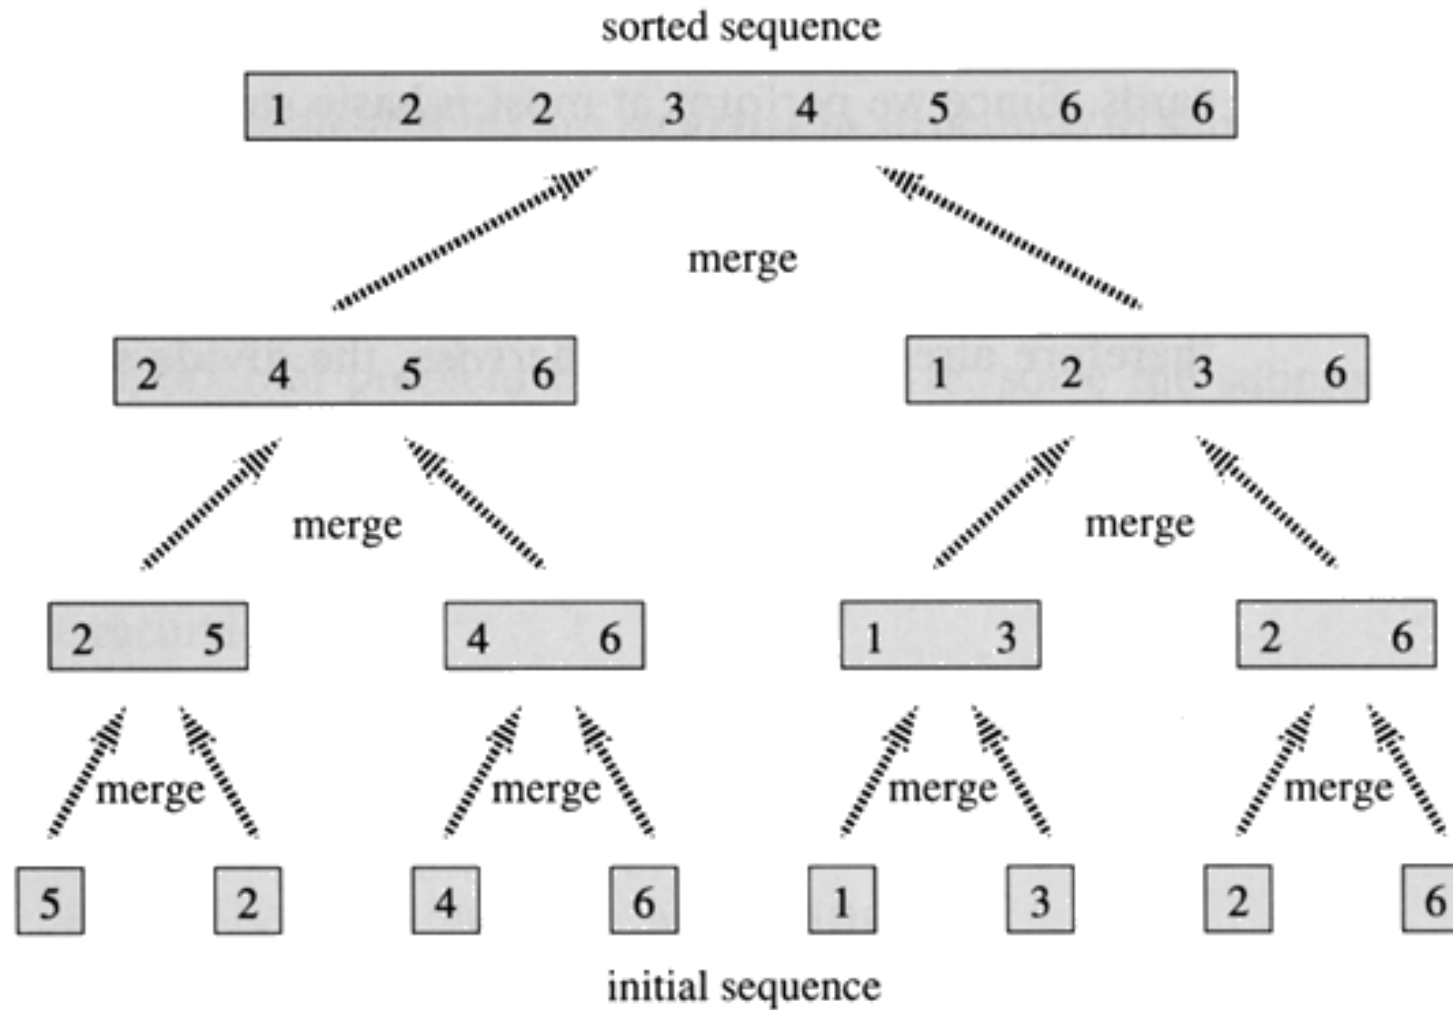 sorted sequence
1 2 2 3 4 5 6 6
merge
2 4 5 6 1 2 3 6
merge merge
2 5 4 6 1 3 2 6
merge merge merge merge
5 2 4 6 1 3 2 6
initial sequence